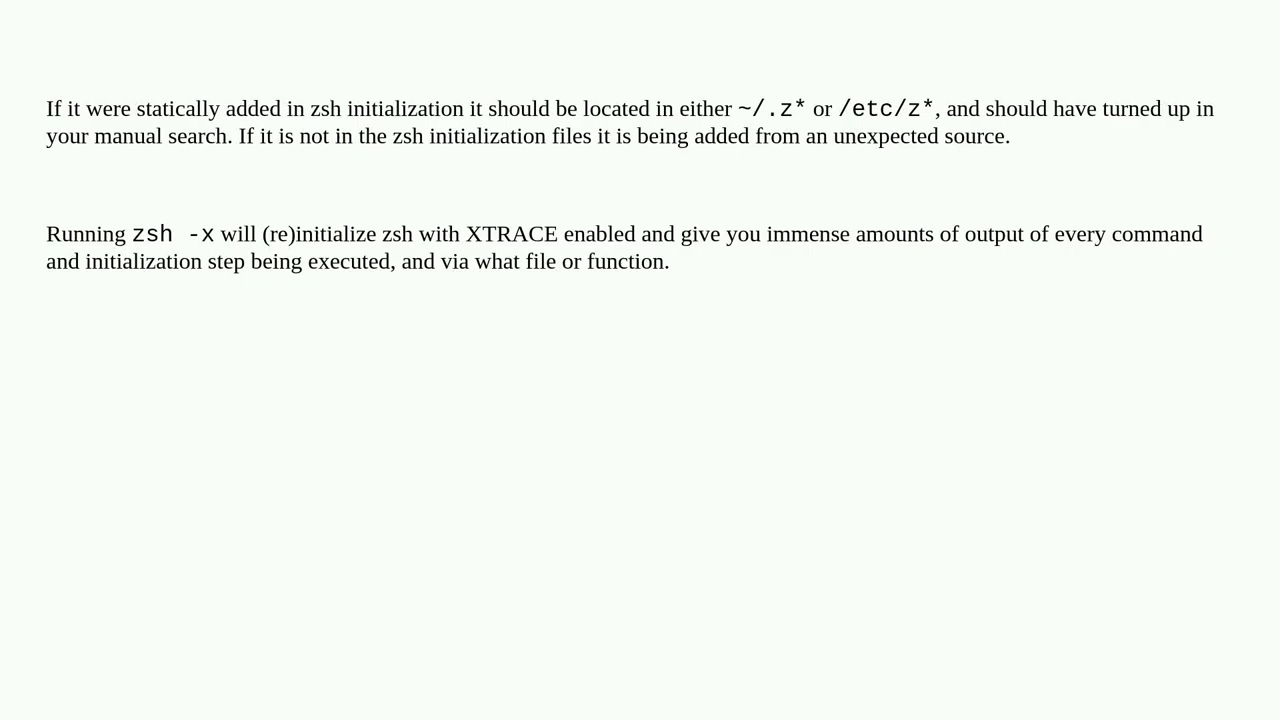 If it were statically added in zsh initialization it should be located in either ~/.z* or /etc/z*, and should have turned up in
your manual search. If it is not in the zsh initialization files it is being added from an unexpected source.
Running zsh -x will (re)initialize zsh with XTRACE enabled and give you immense amounts of output of every command
and initialization step being executed, and via what file or function.